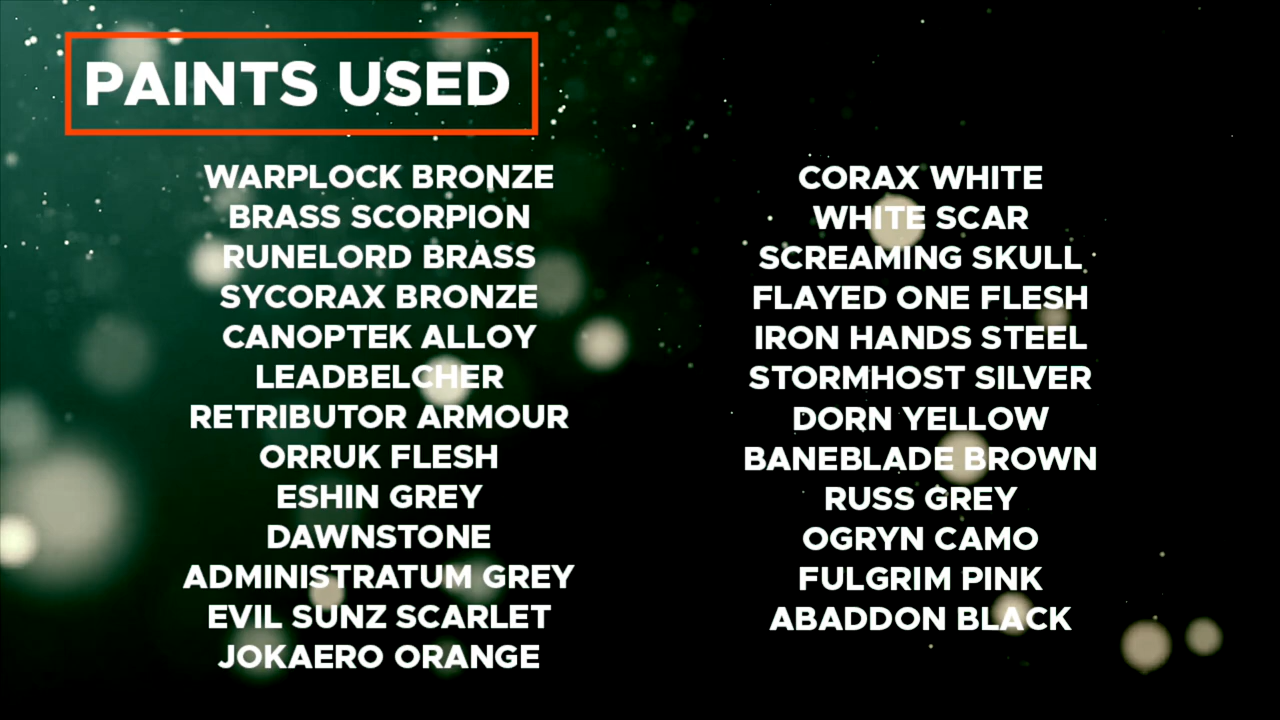 PAINTS USED
WARPLOCK BRONZE
BRASS SCORPION
RUNELORD BRASS
SYCORAX BRONZE
CANOPTEK ALLOY
LEADBELCHER
RETRIBUTOR ARMOUR
ORRUK FLESH
ESHIN GREY
DAWNSTONE
ADMINISTRATUM GREY
EVIL SUNZ SCARLET
JOKAERO ORANGE
CORAX WHITE
WHITE SCAR
SCREAMING SKULL
FLAYED ONE FLESH
IRON HANDS STEEL
STORMHOST SILVER
DORN YELLOW
BANEBLADE BROWN
RUSS GREY
OGRYN CAMO
FULGRIM PINK
ABADDON BLACK